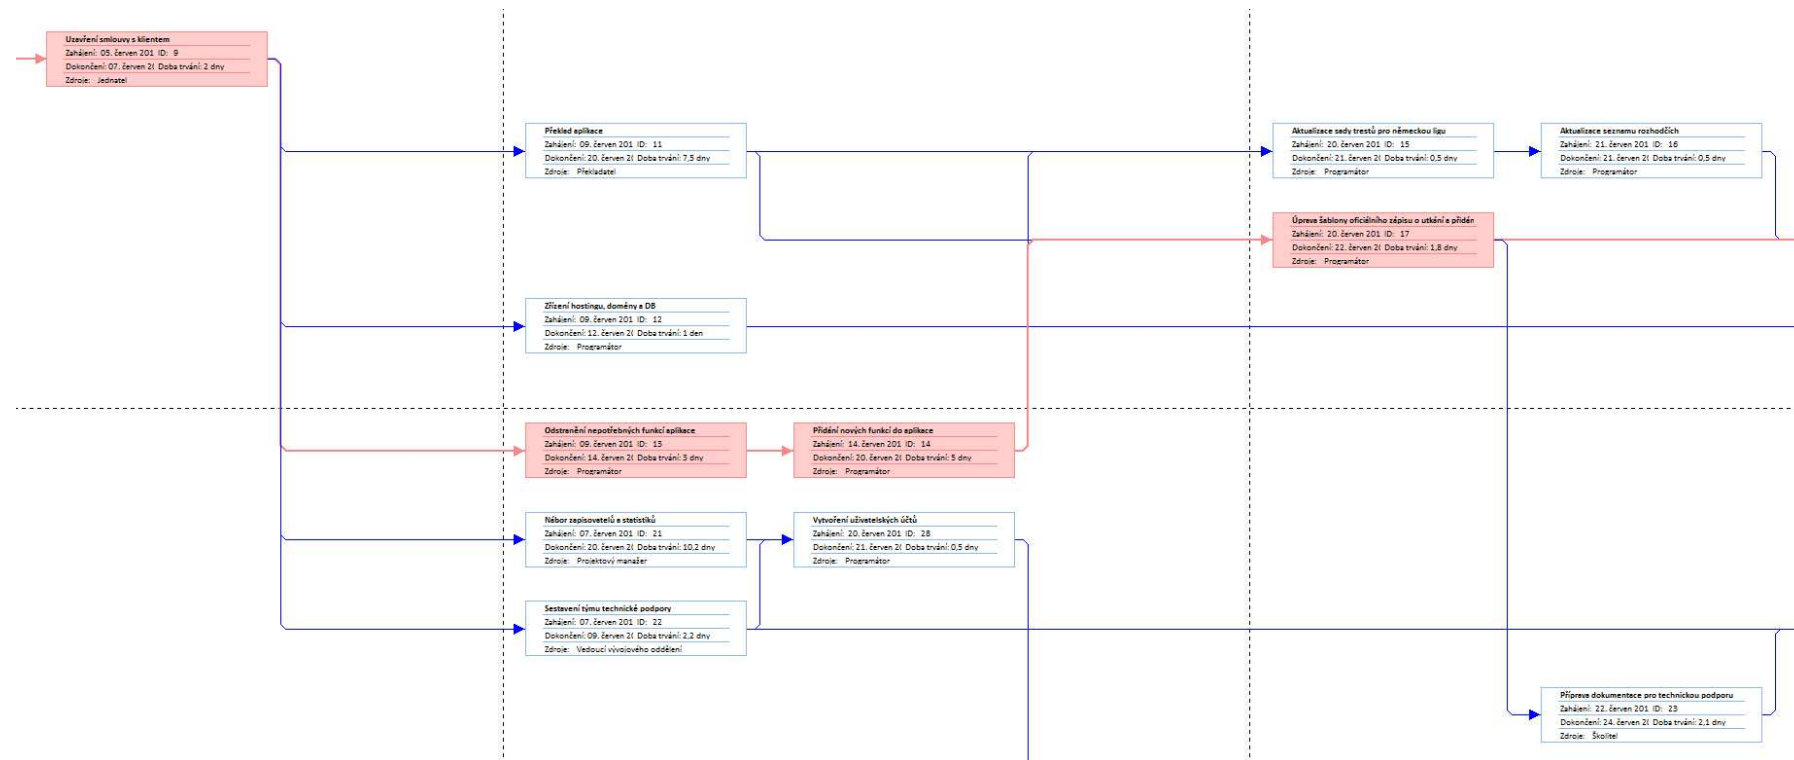 Uzavření smlouvy s klientem
Zahájení: 05. červen 201 ID: 9
Dokončení: 07. červen 2( Doba trvání: 2 dny
Zdroje: Jednatel
Překlad aplikace
Zahájení: 09. červen 201 ID: 11
Dokončení: 20. červen 2( Doba trvání: 7,5 dny
Zdroje: Překladatel
Aktualizace sady trestů pro německou ligu
Zahájení: 20. červen 201 ID: 15
Dokončení: 21. červen 2( Doba trvání: 0,5 dny
Zdroje: Programátor
Aktualizace seznamu rozhodčích
Zahájení: 21. červen 201 ID: 16
Dokončení: 21. červen 2( Doba trvání: 0,5 dny
Zdroje: Programátor
Úprava šablony oficiálního zápisu o utkání a přidán
Zahájení: 20. červen 201 ID: 17
Dokončení: 22. červen 2( Doba trvání: 1,8 dny
Zdroje: Programátor
Zřízení hostingu, domény a DB
Zahájení: 09. červen 201 ID: 12
Dokončení: 12. červen 2( Doba trvání: 1 den
Zdroje: Programátor
Odstranění nepotřebných funkcí aplikace
Zahájení: 09. červen 201 ID: 13
Dokončení: 14. červen 2( Doba trvání: 3 dny
Zdroje: Programátor
Přidání nových funkcí do aplikace
Zahájení: 14. červen 201 ID: 14
Dokončení: 20. červen 2( Doba trvání: 5 dny
Zdroje: Programátor
Nábor zapisovatelů a statistiků
Zahájení: 07. červen 201 ID: 21
Dokončení: 20. červen 2( Doba trvání: 10,2 dny
Zdroje: Projektový manažer
Vytvoření uživatelských účtů
Zahájení: 20. červen 201 ID: 28
Dokončení: 21. červen 2( Doba trvání: 0,5 dny
Zdroje: Programátor
Sestavení týmu technické podpory
Zahájení: 07. červen 201 ID: 22
Dokončení: 09. červen 2( Doba trvání: 2,2 dny
Zdroje: Vedoucí vývojového oddělení
Příprava dokumentace pro technickou podporu
Zahájení: 22. červen 201 ID: 23
Dokončení: 24. červen 2( Doba trvání: 2,1 dny
Zdroje: Školitel